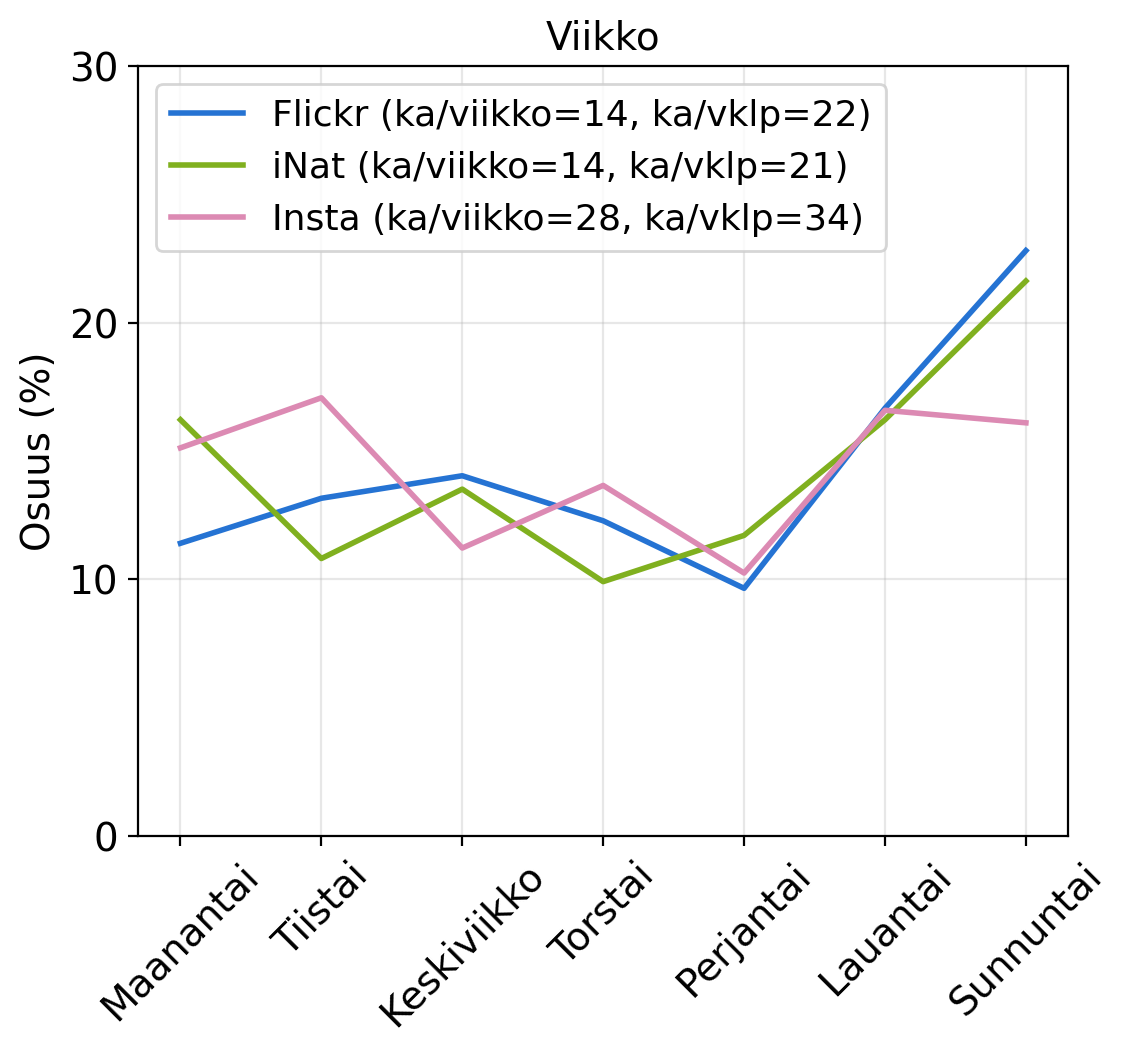 Viikko
Flickr (ka/viikko=14, ka/vklp=22)
iNat (ka/viikko=14, ka/vklp=21)
Insta (ka/viikko=28, ka/vklp=34)
Osuus (%)
30
20
10
0
Maanantai
Tiistai
Keskiviikko
Torstai
Perjantai
Lauantai
Sunnuntai